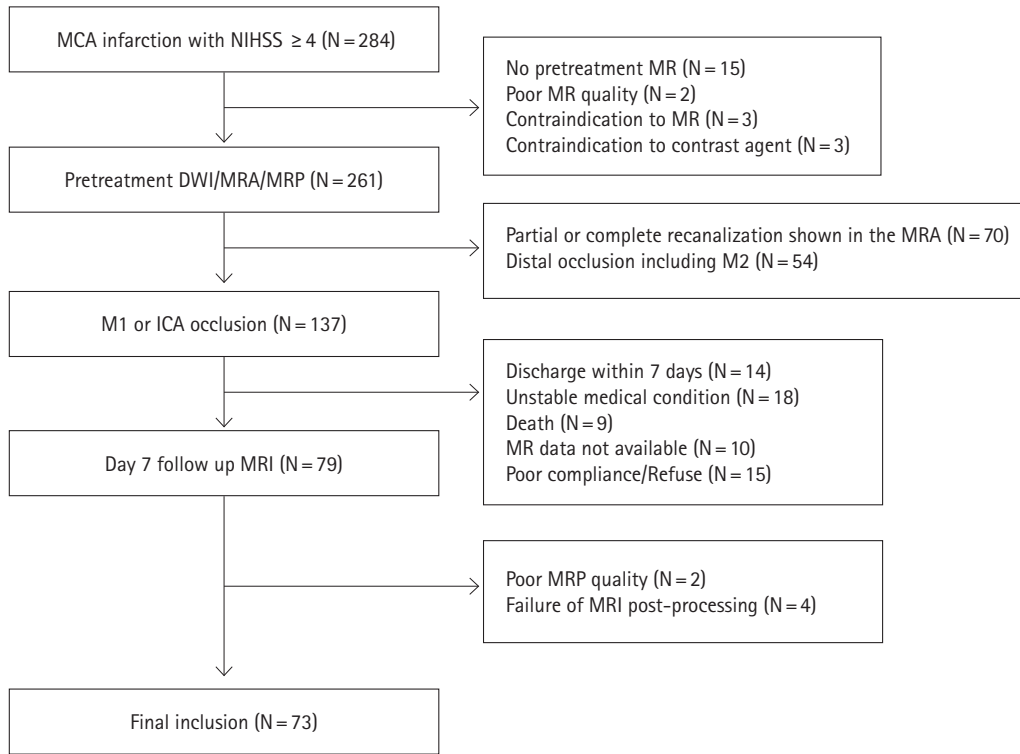 MCA infarction with NIHSS ≥ 4 (N = 284)
No pretreatment MR (N = 15)
Poor MR quality (N = 2)
Contraindication to MR (N = 3)
Contraindication to contrast agent (N = 3)
Pretreatment DWI/MRA/MRP (N = 261)
Partial or complete recanalization shown in the MRA (N = 70)
Distal occlusion including M2 (N = 54)
M1 or ICA occlusion (N = 137)
Discharge within 7 days (N = 14)
Unstable medical condition (N = 18)
Death (N = 9)
MR data not available (N = 10)
Poor compliance/Refuse (N = 15)
Day 7 follow up MRI (N = 79)
Poor MRP quality (N = 2)
Failure of MRI post-processing (N = 4)
Final inclusion (N = 73)